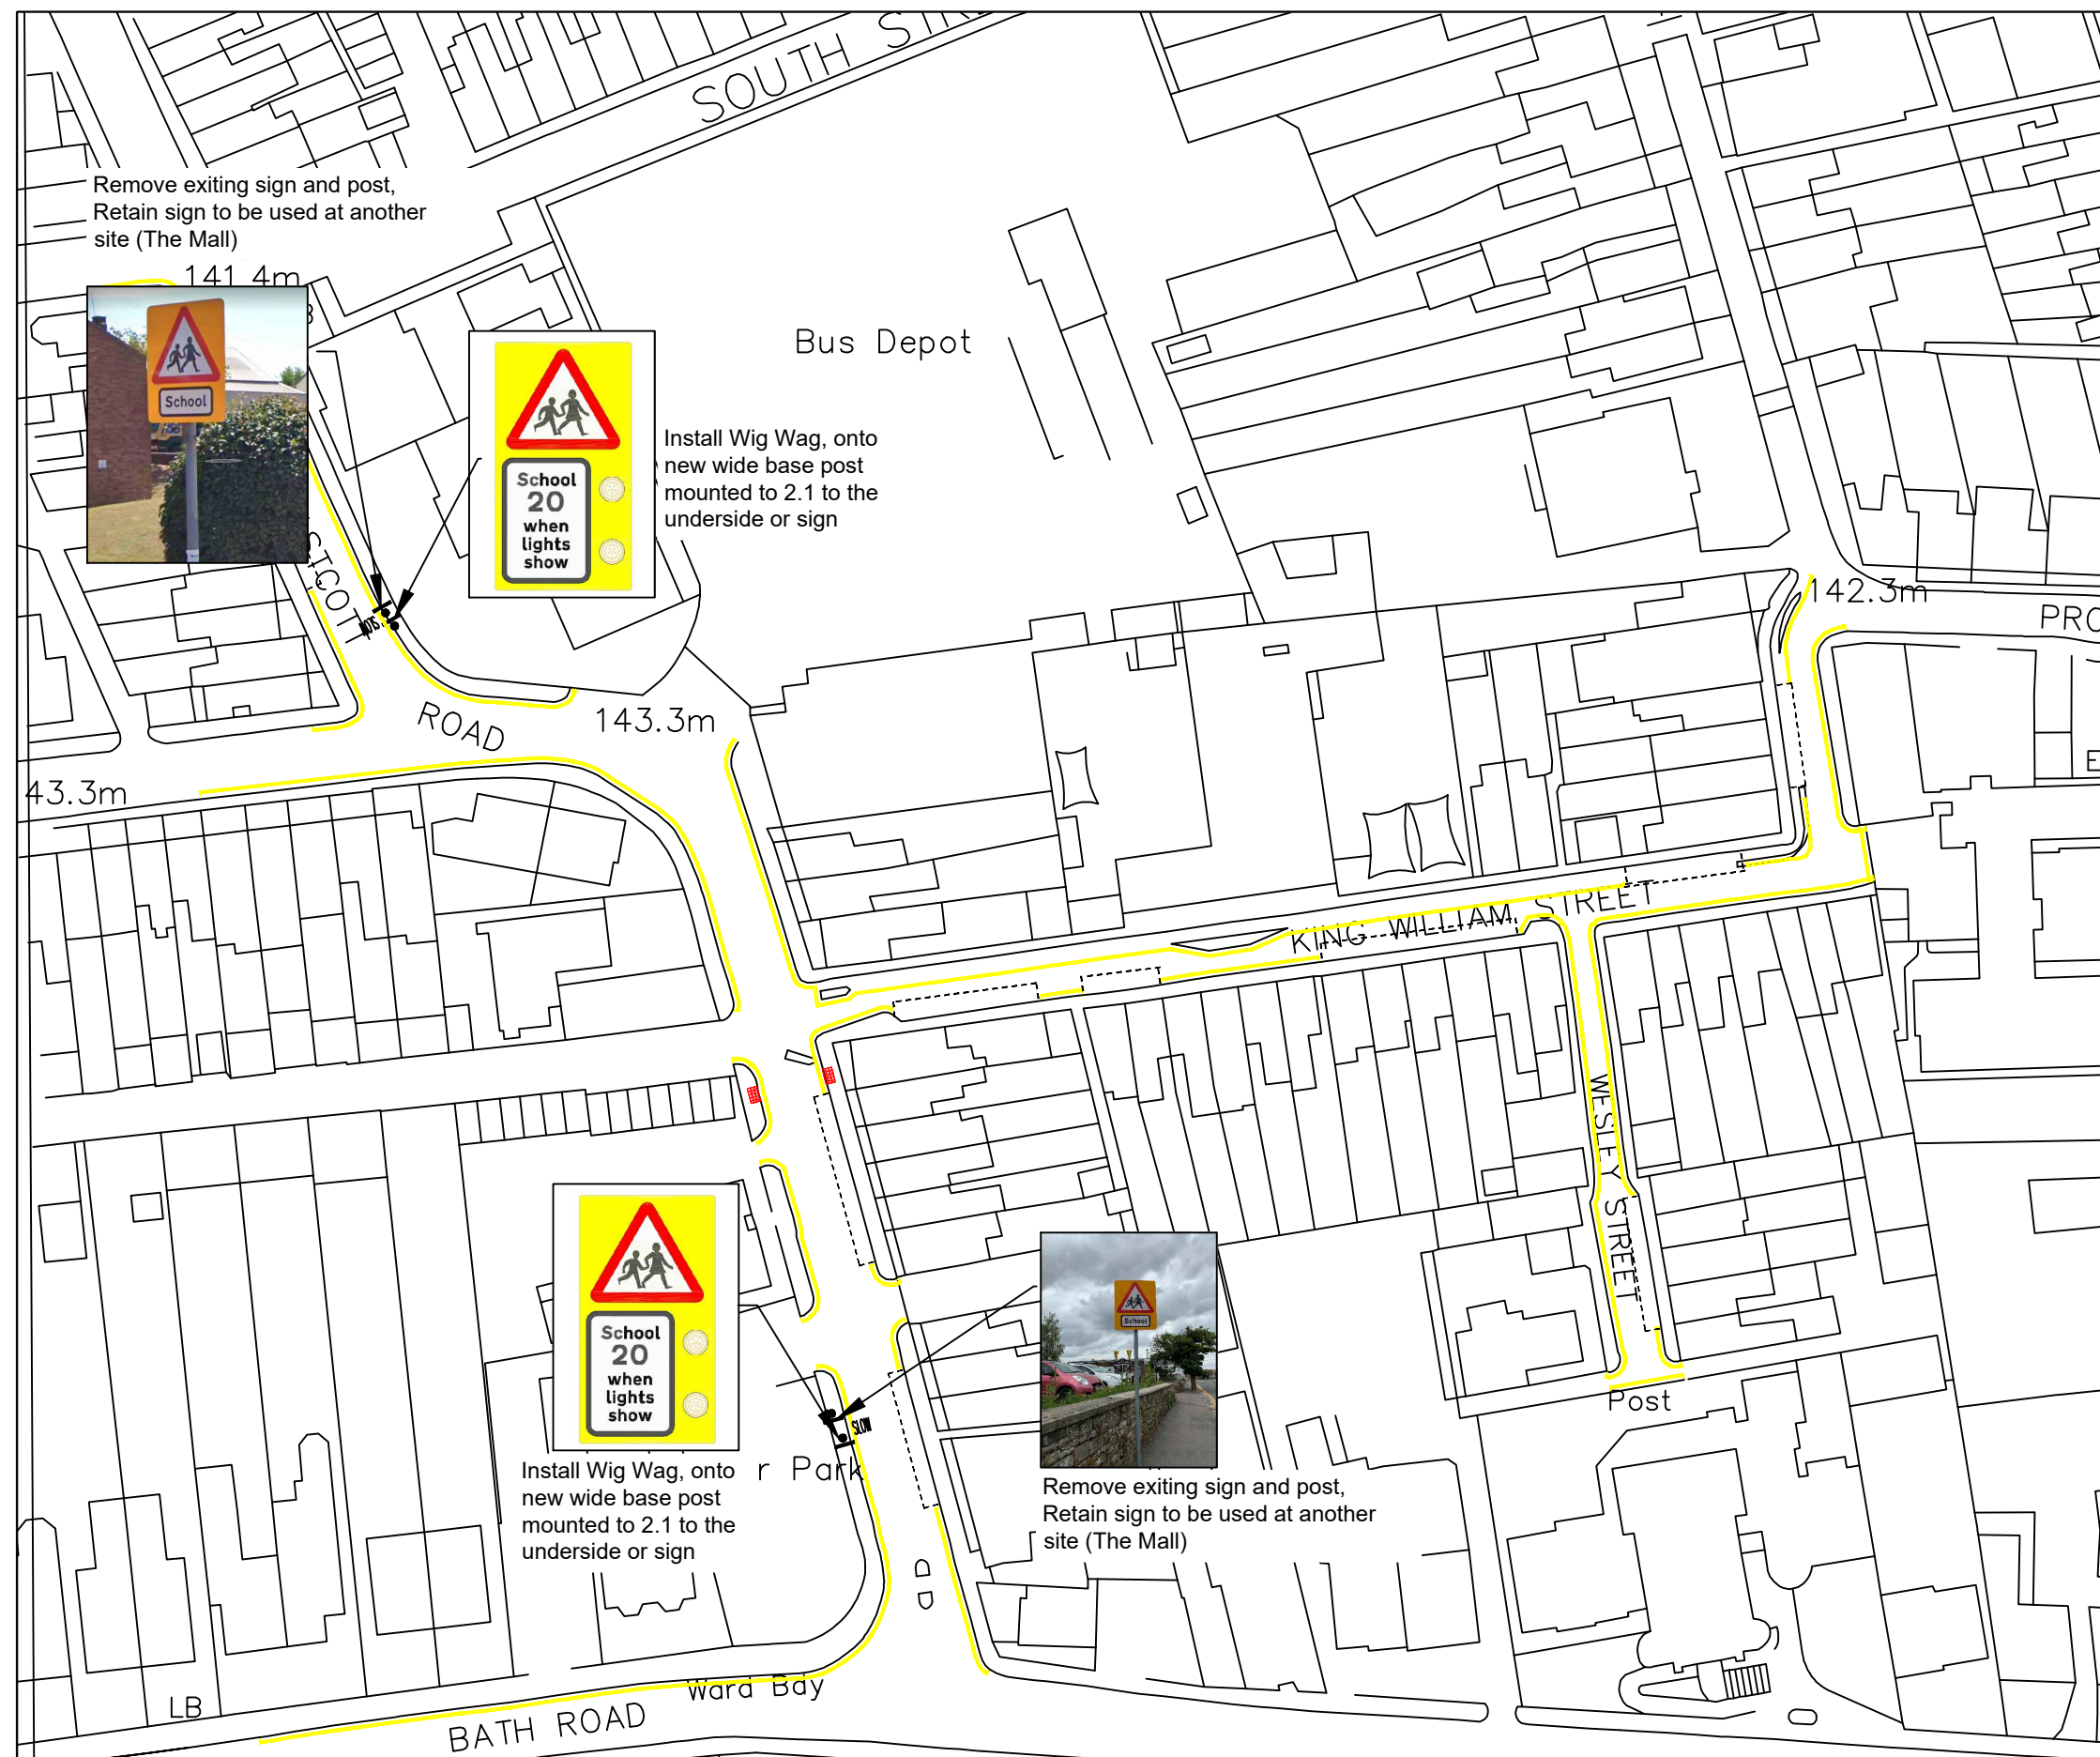 SOUTH
Remove exiting sign and post,
Retain sign to be used at another
site (The Mall)
141.4m
School
School
20
when
lights
show
Bus Depot
Install Wig Wag, onto
new wide base post
mounted to 2.1 to the
underside or sign
142.3m
ROAD
143.3m
43.3m
KING WILLIAM STREET
WESLEY STREET
School
20
when
lights
show
School
SLOW
Post
r Park
Install Wig Wag, onto
new wide base post
mounted to 2.1 to the
underside or sign
Remove exiting sign and post,
Retain sign to be used at another
site (The Mall)
Ward Bdy
LB
BATH ROAD